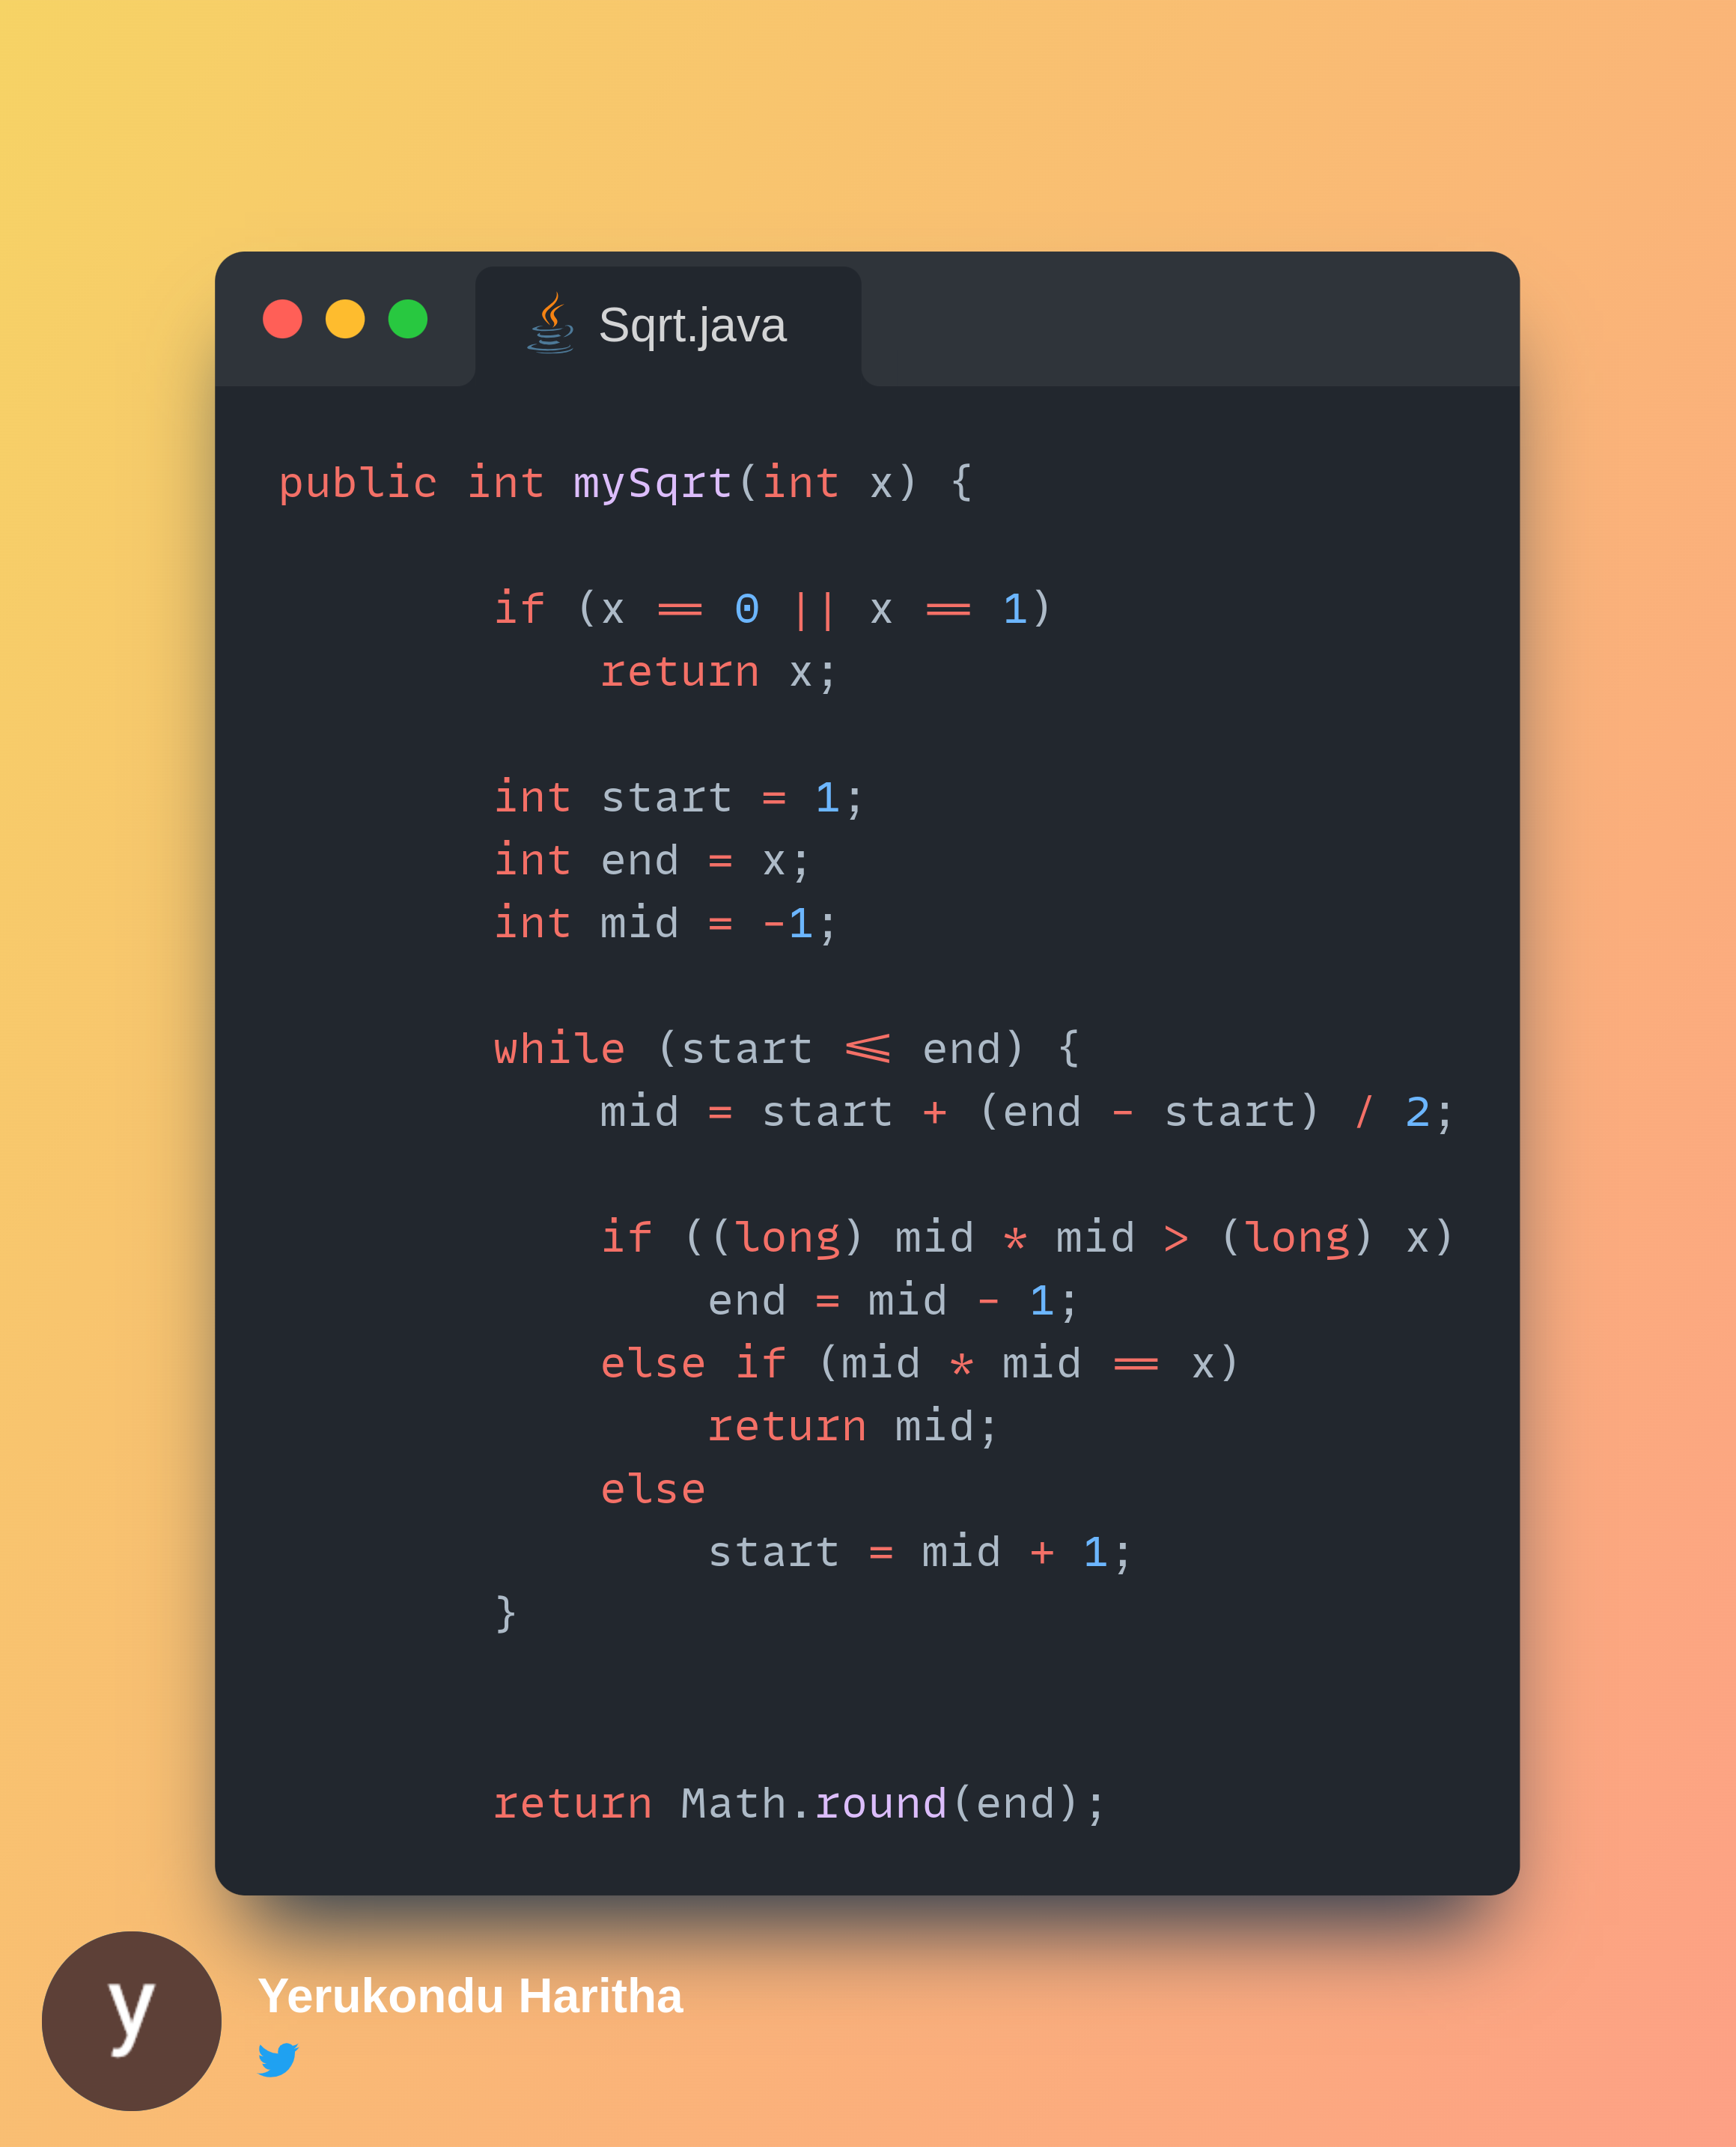 Sqrt.java
public int mySqrt(int x) {
if (x == 0 || x == 1)
return x;
int start = 1;
int end = x;
int mid = -1;
while (start <= end) {
mid = start + (end - start) / 2;
if ((long) mid * mid > (long) x)
end = mid - 1;
else if (mid * mid == x)
return mid;
else
start = mid + 1;
}
return Math.round(end);
y
Yerukondu Haritha